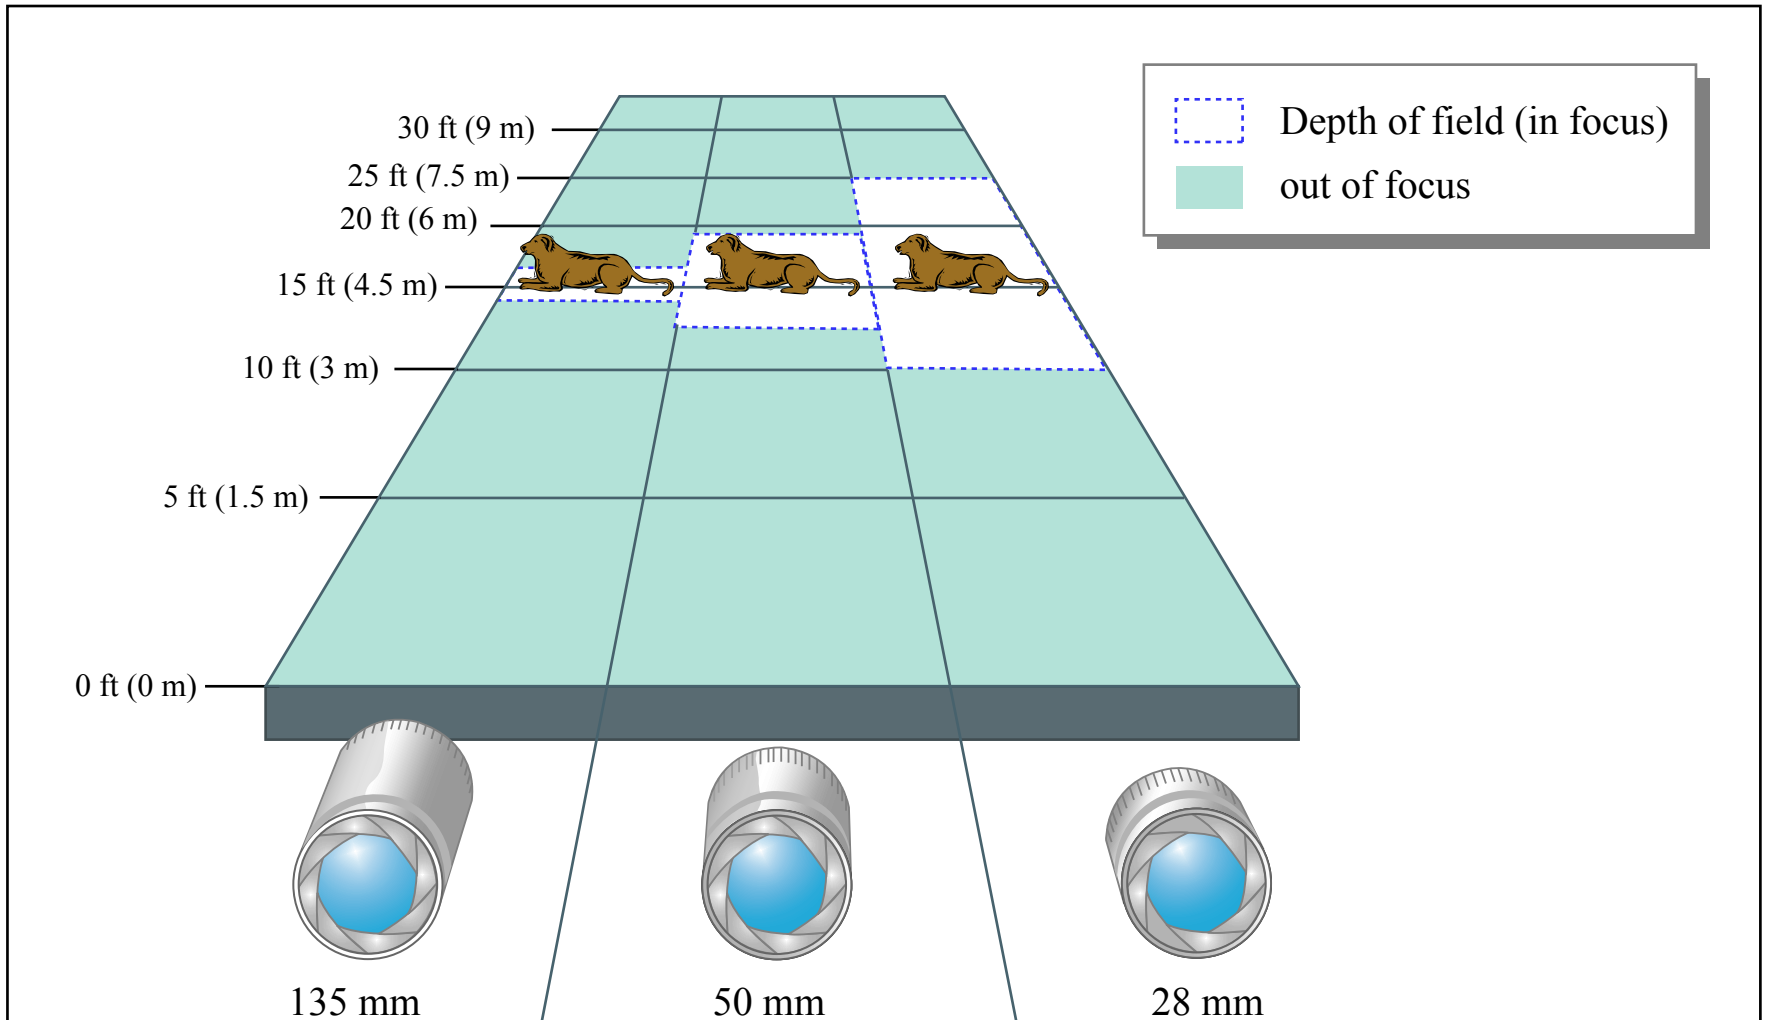 Depth of field (in focus)
out of focus
30 ft (9 m)
25 ft (7.5 m)
20 ft (6 m)
15 ft (4.5 m)
10 ft (3 m)
5 ft (1.5 m)
0 ft (0 m)
135 mm
50 mm
28 mm